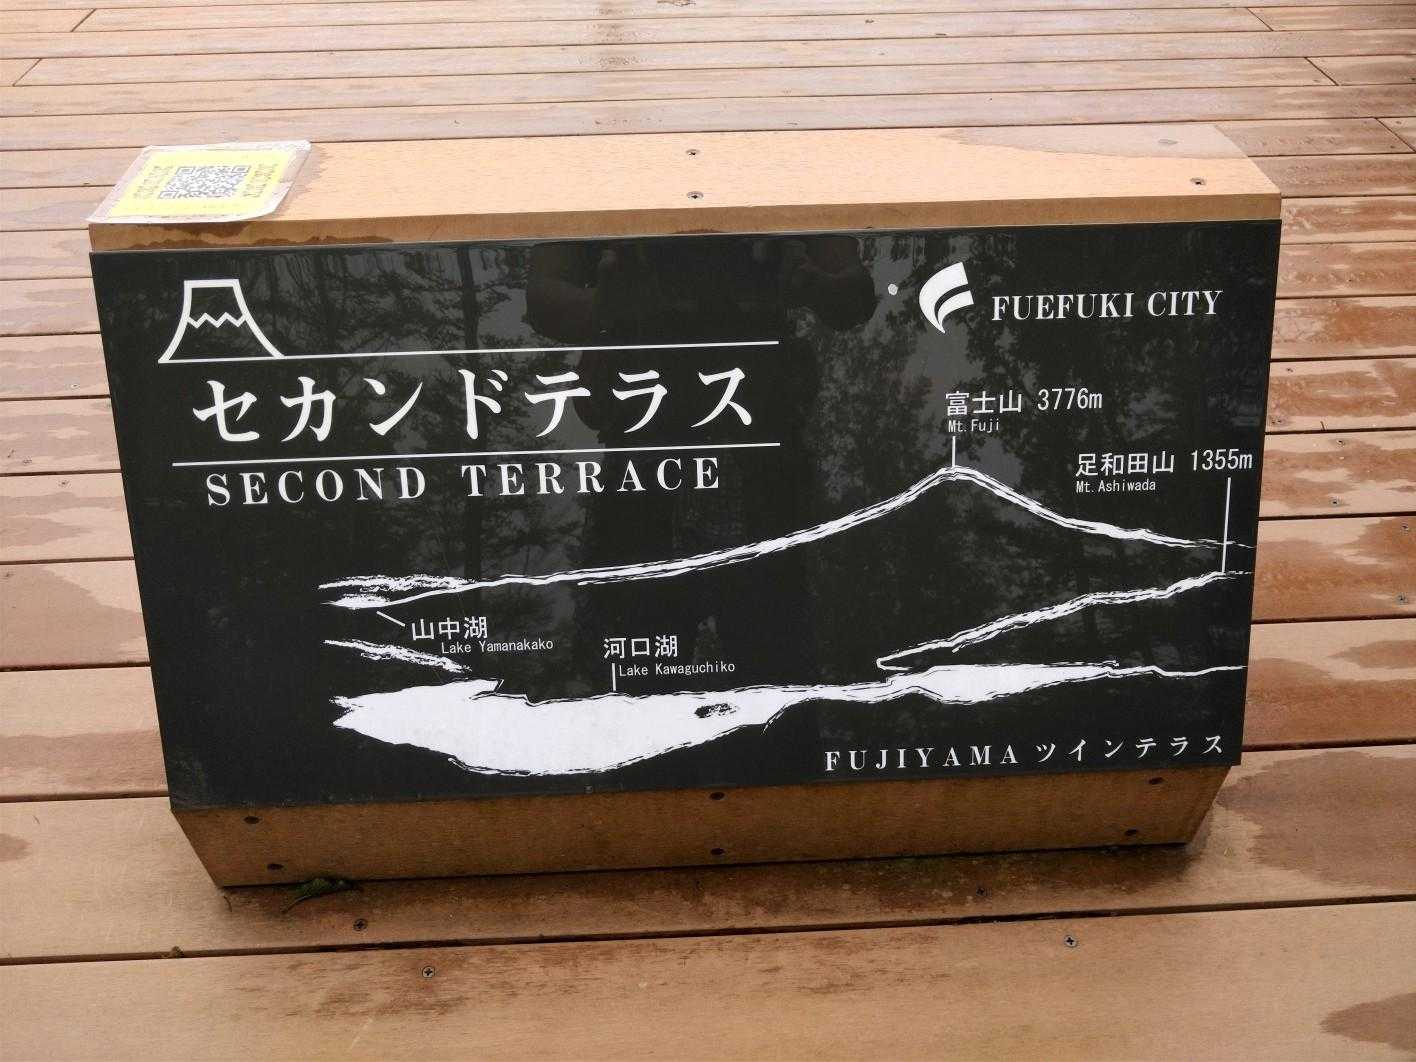 セカンドテラス
SECOND TERRACE
FUEFUKI CITY
富士山 3776m
Mt.Fuji
足和田山 1355m
Mt.Ashiwada
山中湖
Lake Yamanakako
河口湖
Lake Kawaguchiko
FUJIYAMA ツインテラス